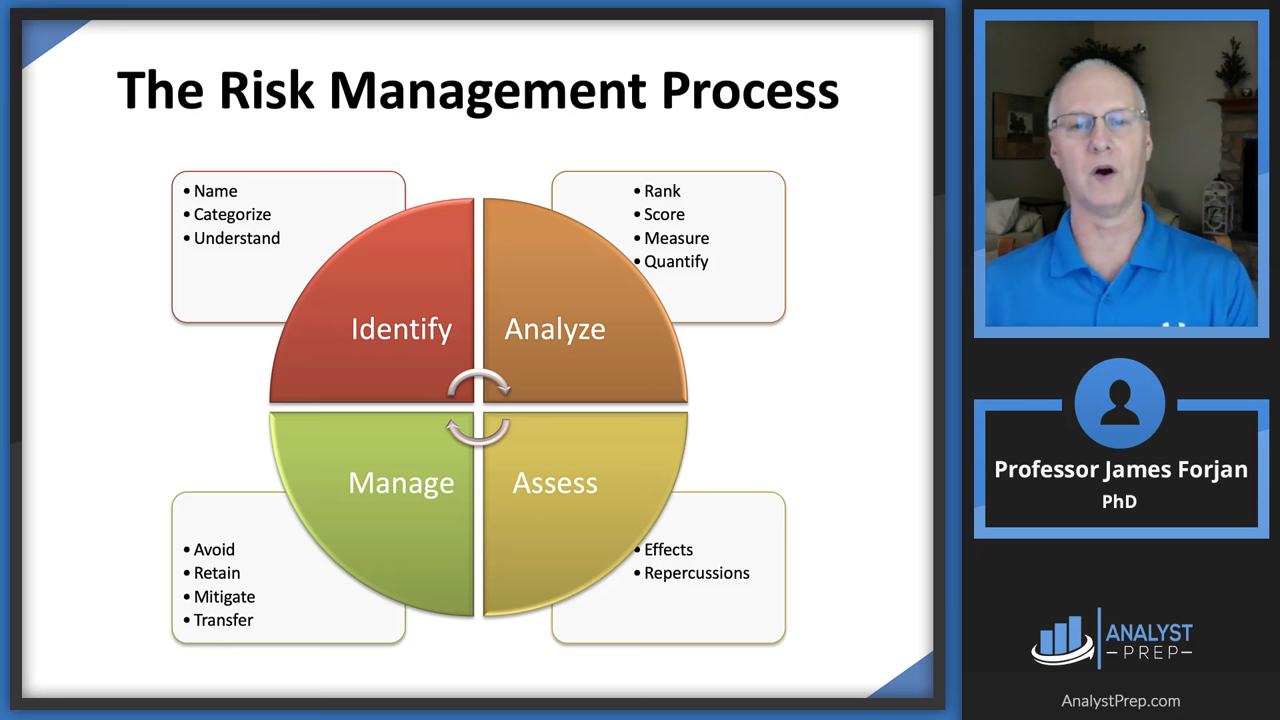 The Risk Management Process
• Name
• Categorize
• Understand
• Rank
• Score
• Measure
• Quantify
Identify
Analyze
Manage
Assess
• Avoid
• Retain
• Mitigate
• Transfer
• Effects
• Repercussions
Professor James Forjan
PhD
ANALYST
—PREP—
AnalystPrep.com